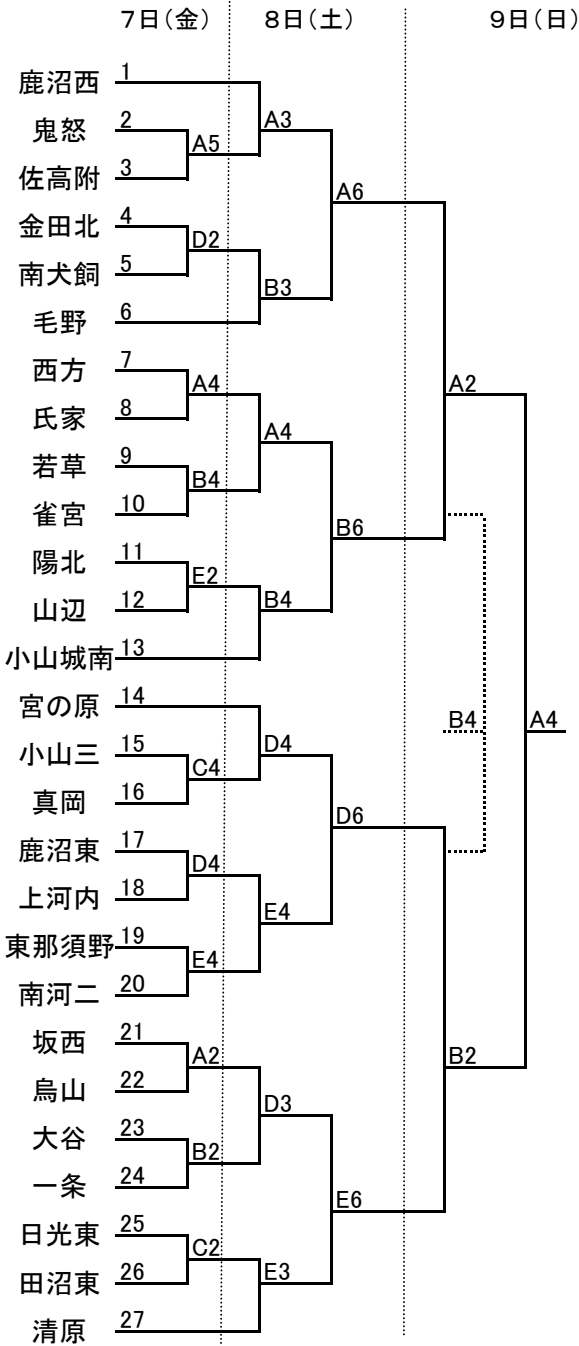 ７日(金) ８日(土) ９日(日)
鹿沼西 1
A3
鬼怒 2
A5
佐高附 3
A6
金田北 4
D2
南犬飼 5
B3
毛野 6
西方 7
A4 A2
氏家 8
A4
若草 9
B4
雀宮 10
B6
陽北 11
E2
山辺 12
B4
小山城南 13
宮の原 14
B4 A4
D4
小山三 15
C4
真岡 16
D6
鹿沼東 17
D4
上河内 18
E4
東那須野 19
E4
南河二 20
坂西 21
A2 B2
烏山 22
D3
大谷 23
B2
一条 24
E6
日光東 25
C2
田沼東 26
E3
清原 27